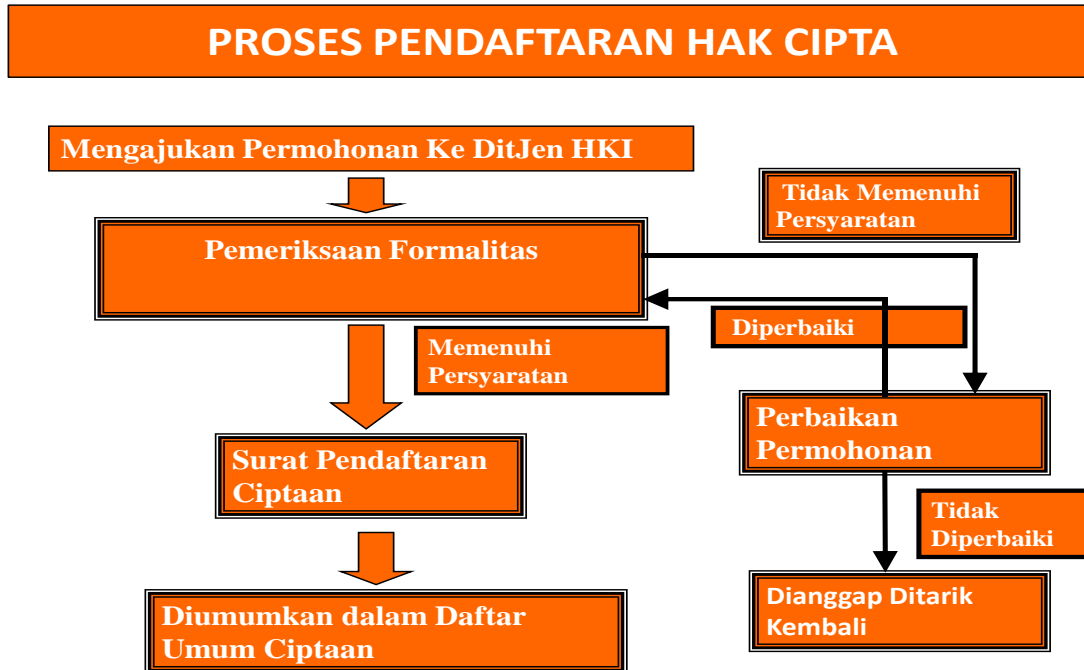 PROSES PENDAFTARAN HAK CIPTA
Mengajukan Permohonan Ke DitJen HKI
Tidak Memenuhi
Persyaratan
Pemeriksaan Formalitas
Diperbaiki
Memenuhi
Persyaratan
Perbaikan
Permohonan
Surat Pendaftaran
Ciptaan
Tidak
Diperbaiki
Diumumkan dalam Daftar
Umum Ciptaan
Dianggap Ditarik
Kembali